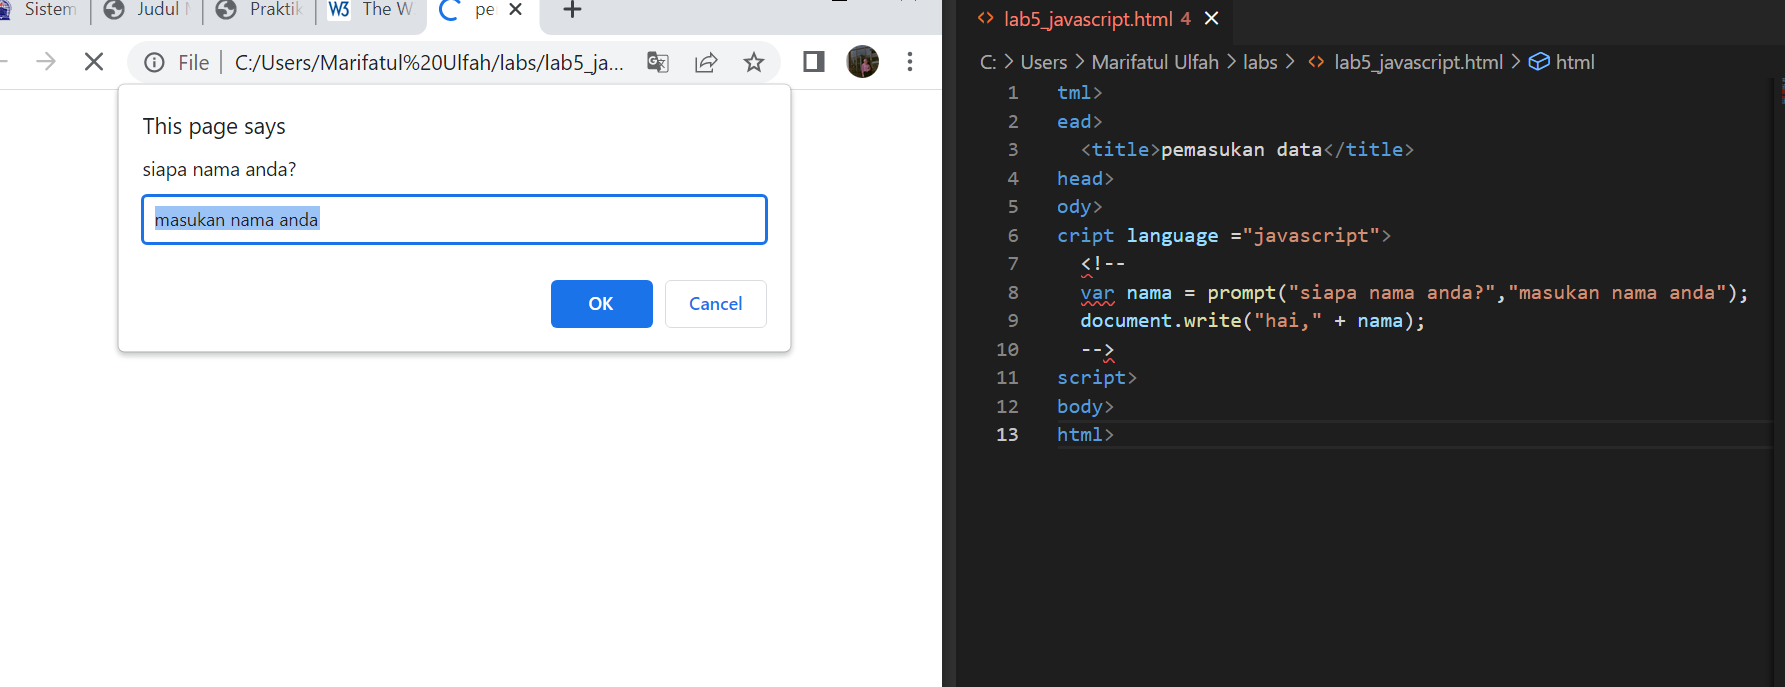 Sistem
Judul
Praktik
W3
The W
pe
File
C:/Users/Marifatul%20Ulfah/labs/lab5_ja...
This page says
siapa nama anda?
masukan nama anda
OK
Cancel
lab5_javascript.html 4
C: > Users > Marifatul Ulfah > labs > lab5_javascript.html > html
1 tml>
2 ead>
3 <title>pemasukan data</title>
4 head>
5 ody>
6 cript language ="javascript">
7 <!--
8 var nama = prompt("siapa nama anda?","masukan nama anda");
9 document.write("hai," + nama);
10 -->
11 script>
12 body>
13 html>